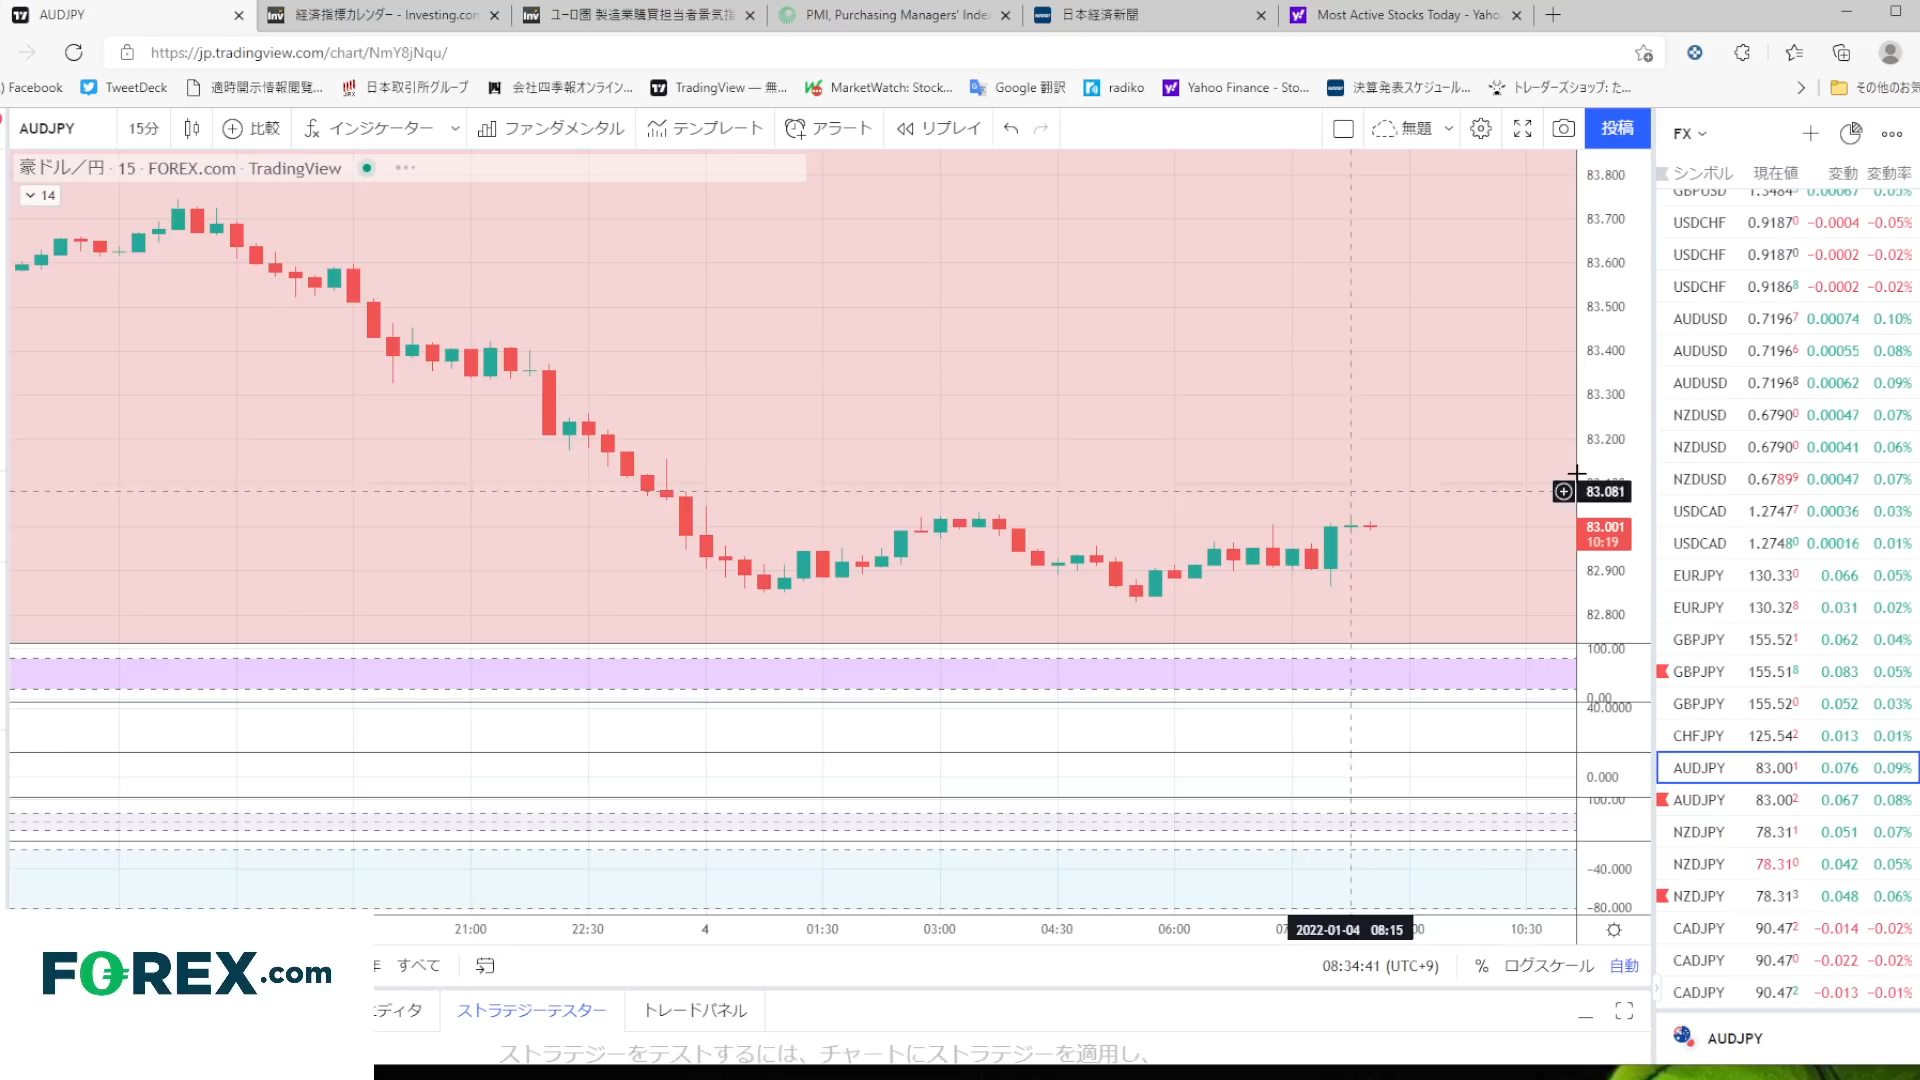 AUDJPY
経済指標カレンダー - Investing.com
ユーロ圏 製造業購買担当者景気指
PMI, Purchasing Managers' Inde
日本経済新聞
Most Active Stocks Today - Yaho
https://jp.tradingview.com/chart/NmY8jNqu/
Facebook
TweetDeck
適時開示情報閲覧...
日本取引所グループ
会社四季報オンライン...
TradingView — 無...
MarketWatch: Stock...
Google 翻訳
radiko
Yahoo Finance - Sto...
決算発表スケジュール...
トレーダーズショップ: た...
その他のお気
AUDJPY
15分
比較
インジケーター
ファンダメンタル
テンプレート
アラート
リプレイ
無題
投稿
FX
豪ドル／円 · 15 · FOREX.com · TradingView
14
83.800
83.700
83.600
83.500
83.400
83.300
83.200
83.081
83.001
10:19
82.900
82.800
100.00
0.00
40.0000
0.000
100.00
-40.000
-80.000
シンボル 現在値 変動 変動率
GBPUSD 1.3484 0.00067 0.05%
USDCHF 0.91870 -0.0004 -0.05%
USDCHF 0.91870 -0.0002 -0.02%
USDCHF 0.91868 -0.0002 -0.02%
AUDUSD 0.71967 0.00074 0.10%
AUDUSD 0.71966 0.00055 0.08%
AUDUSD 0.71968 0.00062 0.09%
NZDUSD 0.67900 0.00047 0.07%
NZDUSD 0.67900 0.00041 0.06%
NZDUSD 0.67899 0.00047 0.07%
USDCAD 1.27477 0.00036 0.03%
USDCAD 1.27480 0.00016 0.01%
EURJPY 130.330 0.066 0.05%
EURJPY 130.328 0.031 0.02%
GBPJPY 155.521 0.062 0.04%
GBPJPY 155.518 0.083 0.05%
GBPJPY 155.520 0.052 0.03%
CHFJPY 125.542 0.013 0.01%
AUDJPY 83.001 0.076 0.09%
AUDJPY 83.002 0.067 0.08%
NZDJPY 78.311 0.051 0.07%
NZDJPY 78.310 0.042 0.05%
NZDJPY 78.313 0.048 0.06%
CADJPY 90.472 -0.014 -0.02%
CADJPY 90.470 -0.022 -0.02%
CADJPY 90.472 -0.013 -0.01%
21:00 22:30 4 01:30 03:00 04:30 06:00 2022-01-04 08:15 10:30
FOREX.com
すべて
08:34:41 (UTC+9)
%
ログスケール
自動
エディタ
ストラテジーテスター
トレードパネル
ストラテジーをテストするには、チャートにストラテジーを適用し、
AUDJPY